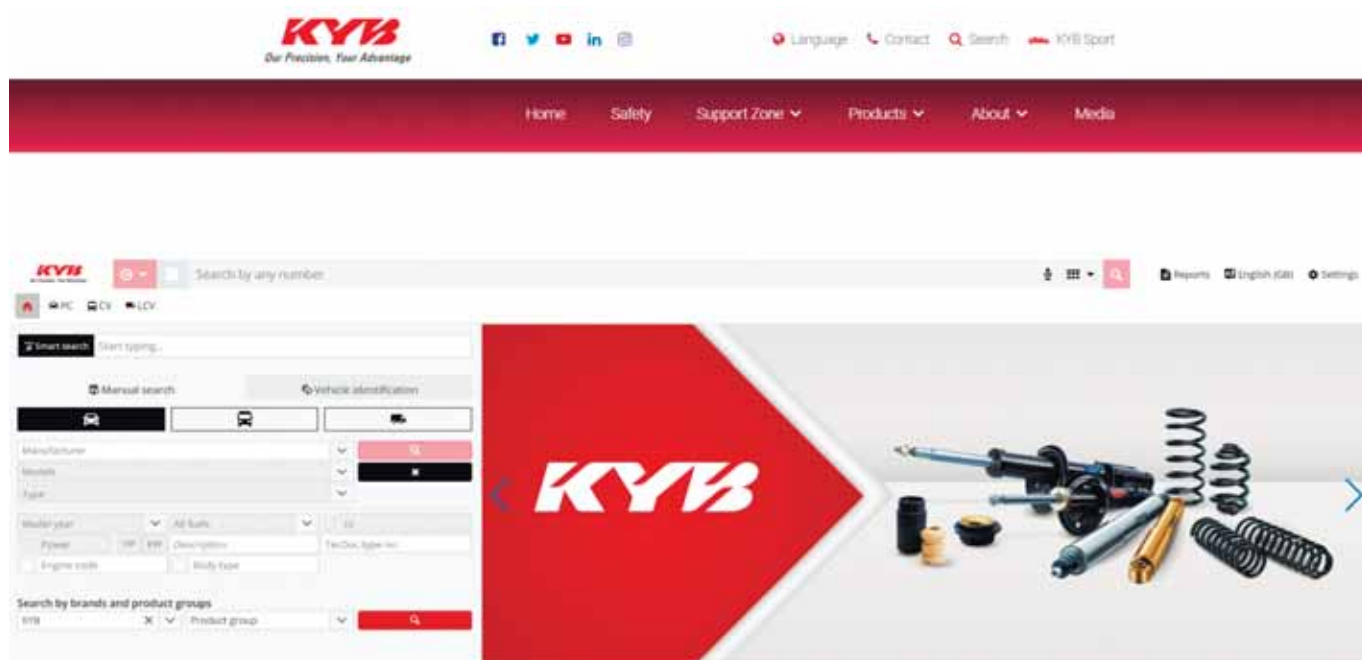 KYB
Our Precision, Your Advantage
Language Contact Search KYB Sport
Home Safety Support Zone Products About Media
KYB
Search by any number
Reports English (GB) Settings
PC CV LCV
Smart search Start typing...
Manual search Vehicle identification
Manufacturer
Models
Type
Model year All fuels
Power HP KW Description TecDoc type no.
Engine code Body type
Search by brands and product groups
KYB Product group
KYB